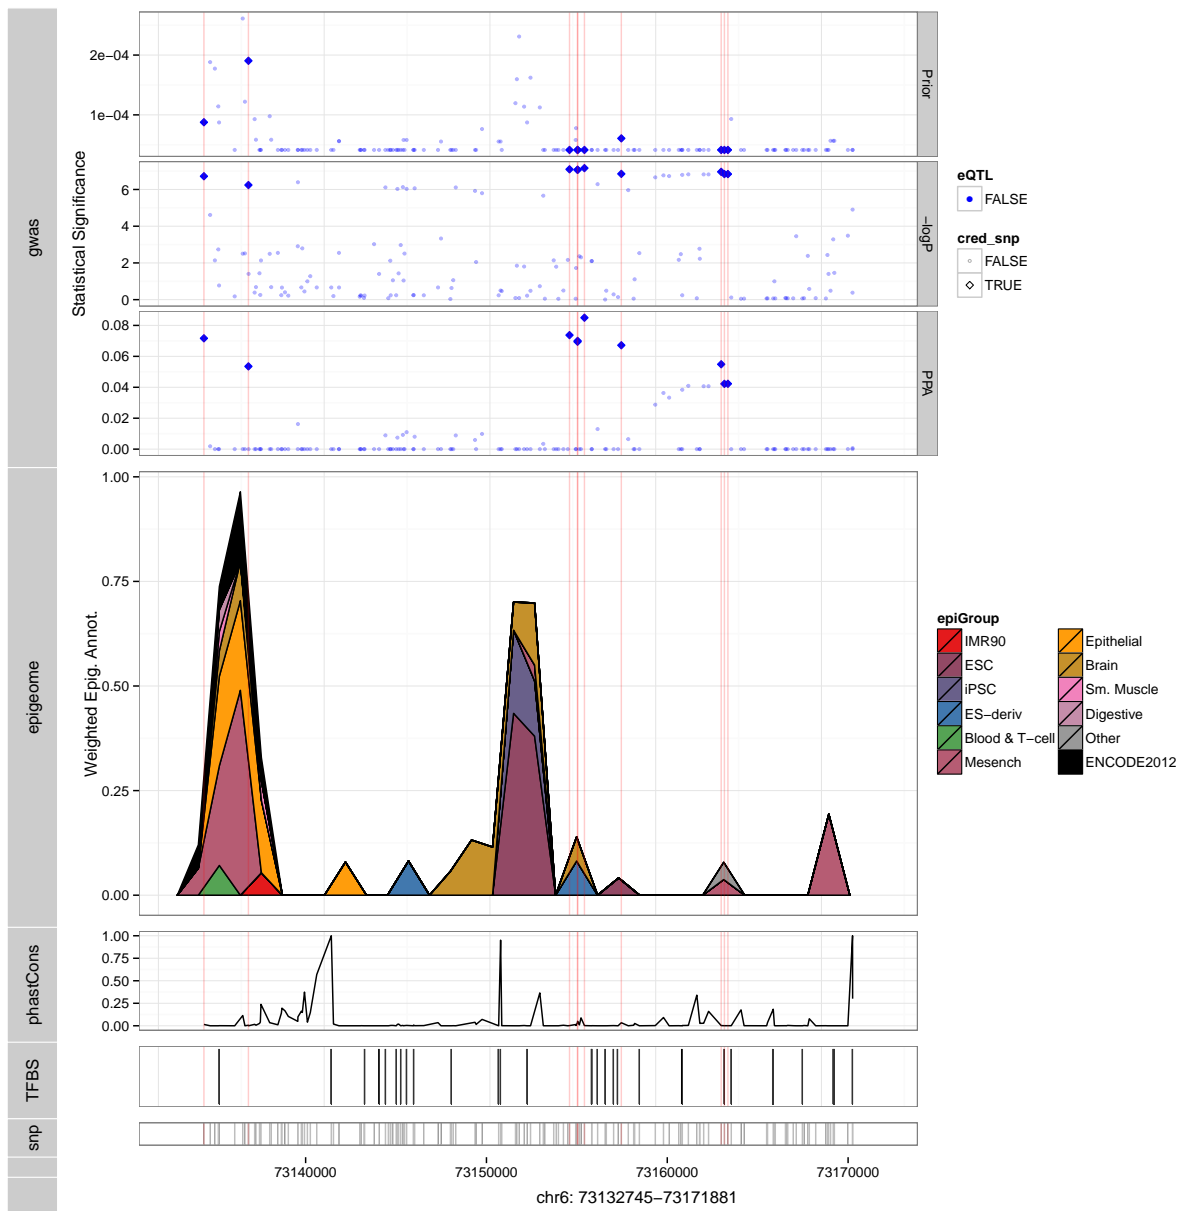 gwas
Statistical Significance
2e−04
1e−04
Prior
6
4
2
0
−logP
0.08
0.06
0.04
0.02
0.00
PPA
eQTL
FALSE
cred_snp
FALSE
TRUE
epigeome
Weighted Epig. Annot.
1.00
0.75
0.50
0.25
0.00
epiGroup
IMR90
ESC
iPSC
ES−deriv
Blood & T−cell
Mesench
Epithelial
Brain
Sm. Muscle
Digestive
Other
ENCODE2012
phastCons
1.00
0.75
0.50
0.25
0.00
TFBS
snp
73140000 73150000 73160000 73170000
chr6: 73132745−73171881